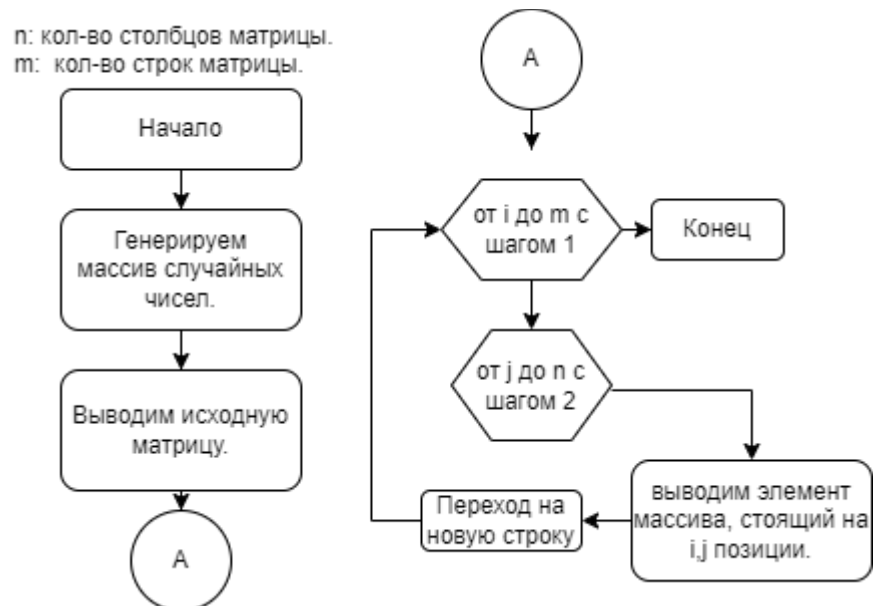 n: кол-во столбцов матрицы.
m: кол-во строк матрицы.
Начало
Генерируем
массив случайных
чисел.
Выводим исходную
матрицу.
А
А
от i до m с
шагом 1
Конец
от j до n с
шагом 2
выводим элемент
массива, стоящий на
i,j позиции.
Переход на
новую строку